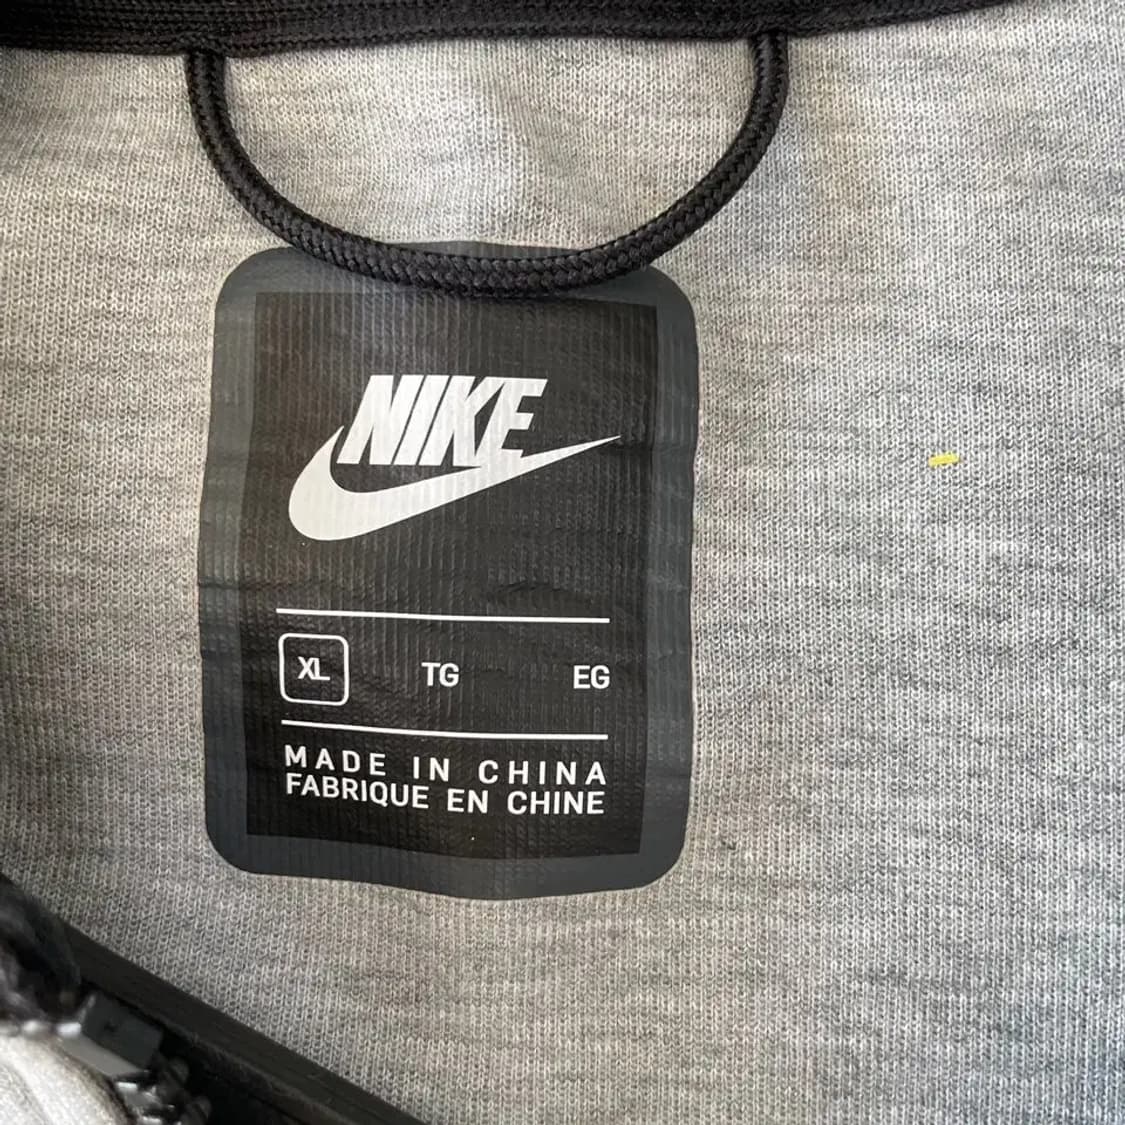 NIKE
XL TG EG
MADE IN CHINA
FABRIQUE EN CHINE